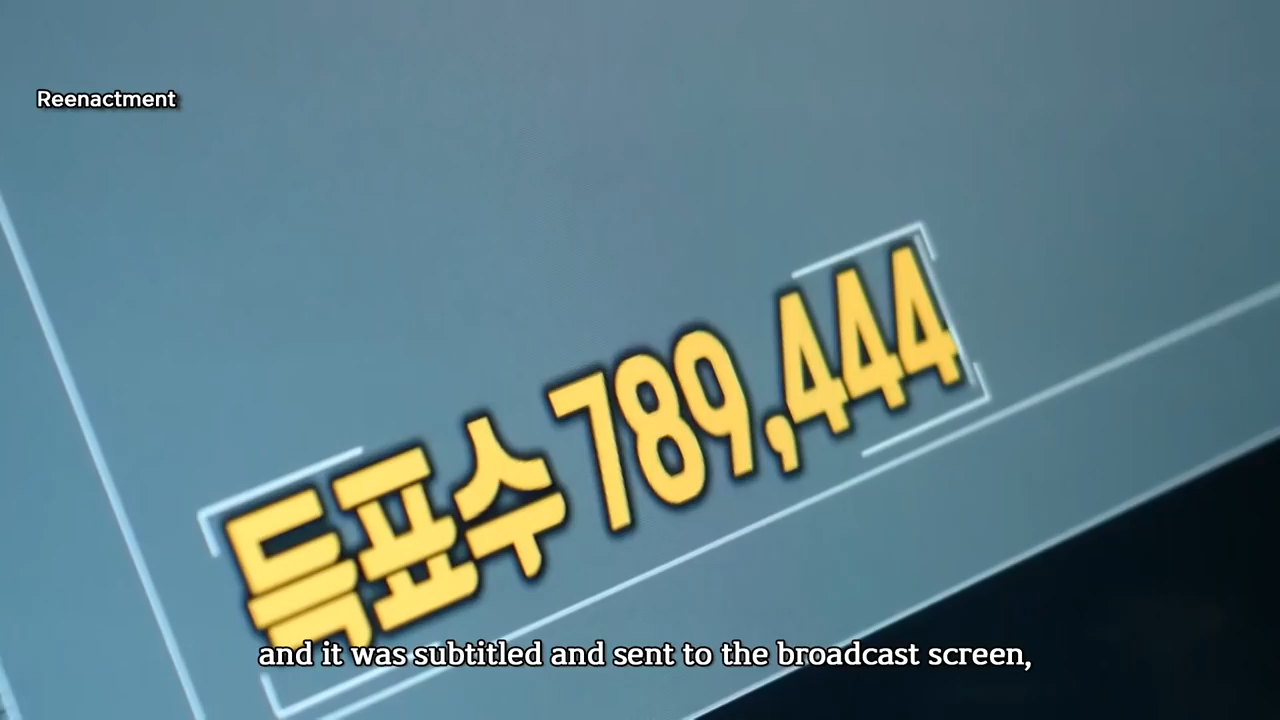 Reenactment
득표수 789,444
and it was subtitled and sent to the broadcast screen,